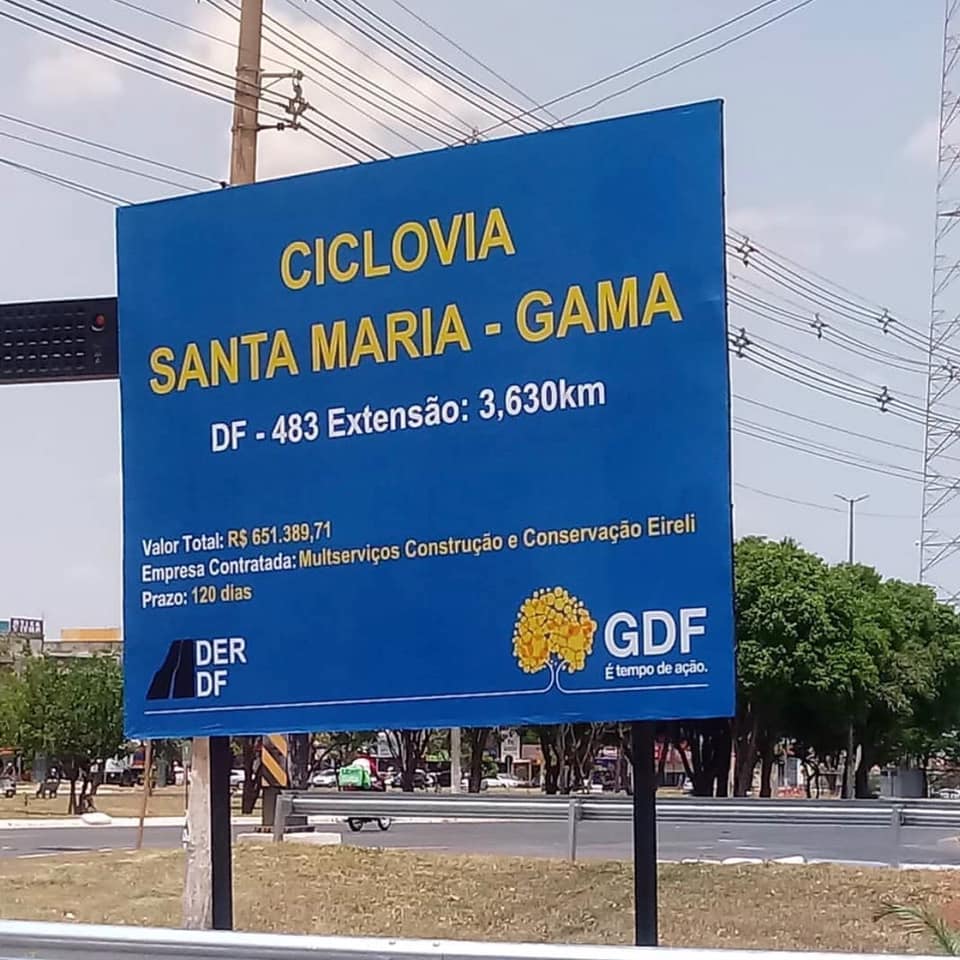 CICLOVIA
SANTA MARIA - GAMA
DF - 483 Extensão: 3,630km
Valor Total: R$ 651.389,71
Empresa Contratada: Multserviços Construção e Conservação Eireli
Prazo: 120 dias
DER
DF
GDF
É tempo de ação.